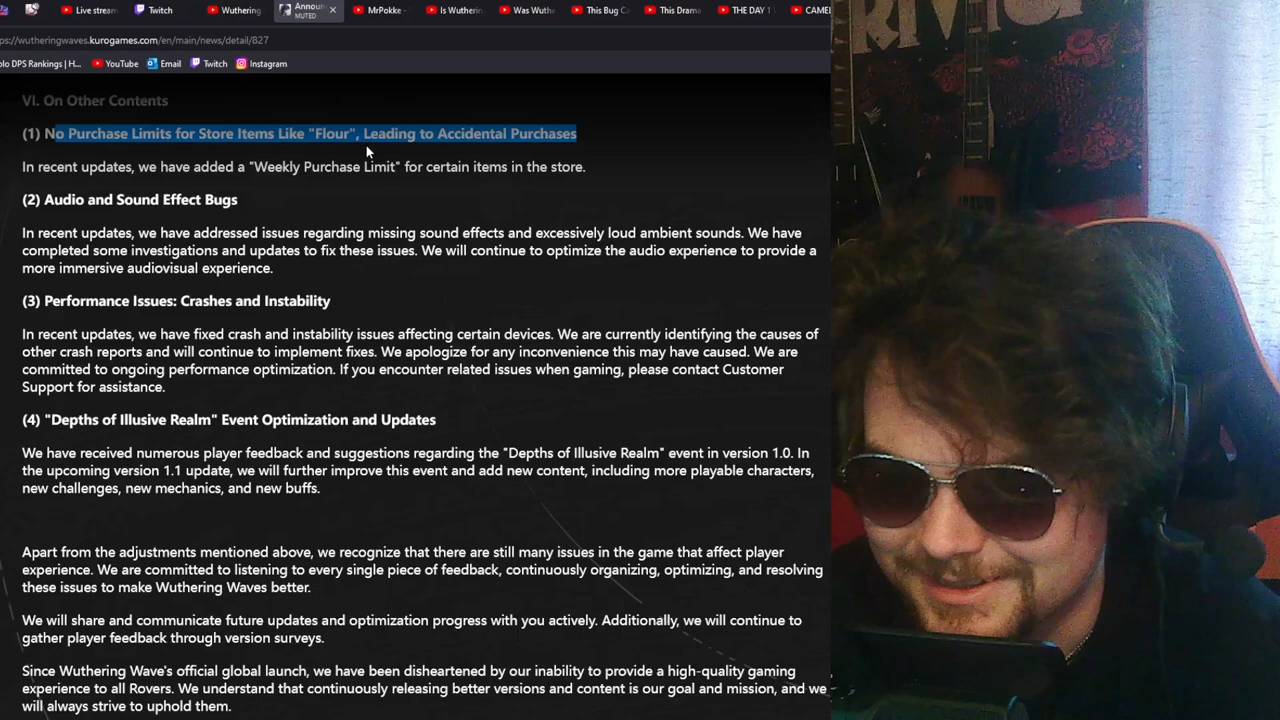 Live stream
Twitch
Wuthering
Announ
MUTED
MrPokke -
Is Wutherin
Was Wuthe
This Bug C
This Drama
THE DAY 1
CAMEL
ps://wutheringwaves.kurogames.com/en/main/news/detail/827
olo DPS Rankings | H...
YouTube
Email
Twitch
Instagram
VI. On Other Contents
(1) No Purchase Limits for Store Items Like "Flour", Leading to Accidental Purchases
In recent updates, we have added a "Weekly Purchase Limit" for certain items in the store.
(2) Audio and Sound Effect Bugs
In recent updates, we have addressed issues regarding missing sound effects and excessively loud ambient sounds. We have
completed some investigations and updates to fix these issues. We will continue to optimize the audio experience to provide a
more immersive audiovisual experience.
(3) Performance Issues: Crashes and Instability
In recent updates, we have fixed crash and instability issues affecting certain devices. We are currently identifying the causes of
other crash reports and will continue to implement fixes. We apologize for any inconvenience this may have caused. We are
committed to ongoing performance optimization. If you encounter related issues when gaming, please contact Customer
Support for assistance.
(4) "Depths of Illusive Realm" Event Optimization and Updates
We have received numerous player feedback and suggestions regarding the "Depths of Illusive Realm" event in version 1.0. In
the upcoming version 1.1 update, we will further improve this event and add new content, including more playable characters,
new challenges, new mechanics, and new buffs.
Apart from the adjustments mentioned above, we recognize that there are still many issues in the game that affect player
experience. We are committed to listening to every single piece of feedback, continuously organizing, optimizing, and resolving
these issues to make Wuthering Waves better.
We will share and communicate future updates and optimization progress with you actively. Additionally, we will continue to
gather player feedback through version surveys.
Since Wuthering Wave's official global launch, we have been disheartened by our inability to provide a high-quality gaming
experience to all Rovers. We understand that continuously releasing better versions and content is our goal and mission, and we
will always strive to uphold them.